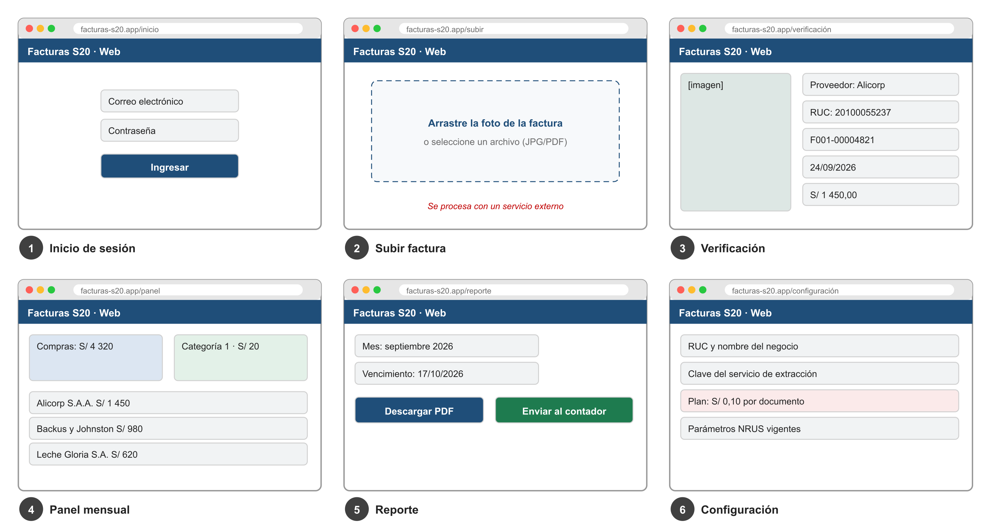 facturas-s20.app/inicio
Facturas S20 · Web
Correo electrónico
Contraseña
Ingresar
1 Inicio de sesión
facturas-s20.app/subir
Facturas S20 · Web
Arrastre la foto de la factura
o seleccione un archivo (JPG/PDF)
Se procesa con un servicio externo
2 Subir factura
facturas-s20.app/verificación
Facturas S20 · Web
[imagen]
Proveedor: Alicorp
RUC: 20100055237
F001-00004821
24/09/2026
S/ 1 450,00
3 Verificación
facturas-s20.app/panel
Facturas S20 · Web
Compras: S/ 4 320
Categoría 1 · S/ 20
Alicorp S.A.A. S/ 1 450
Backus y Johnston S/ 980
Leche Gloria S.A. S/ 620
4 Panel mensual
facturas-s20.app/reporte
Facturas S20 · Web
Mes: septiembre 2026
Vencimiento: 17/10/2026
Descargar PDF
Enviar al contador
5 Reporte
facturas-s20.app/configuración
Facturas S20 · Web
RUC y nombre del negocio
Clave del servicio de extracción
Plan: S/ 0,10 por documento
Parámetros NRUS vigentes
6 Configuración